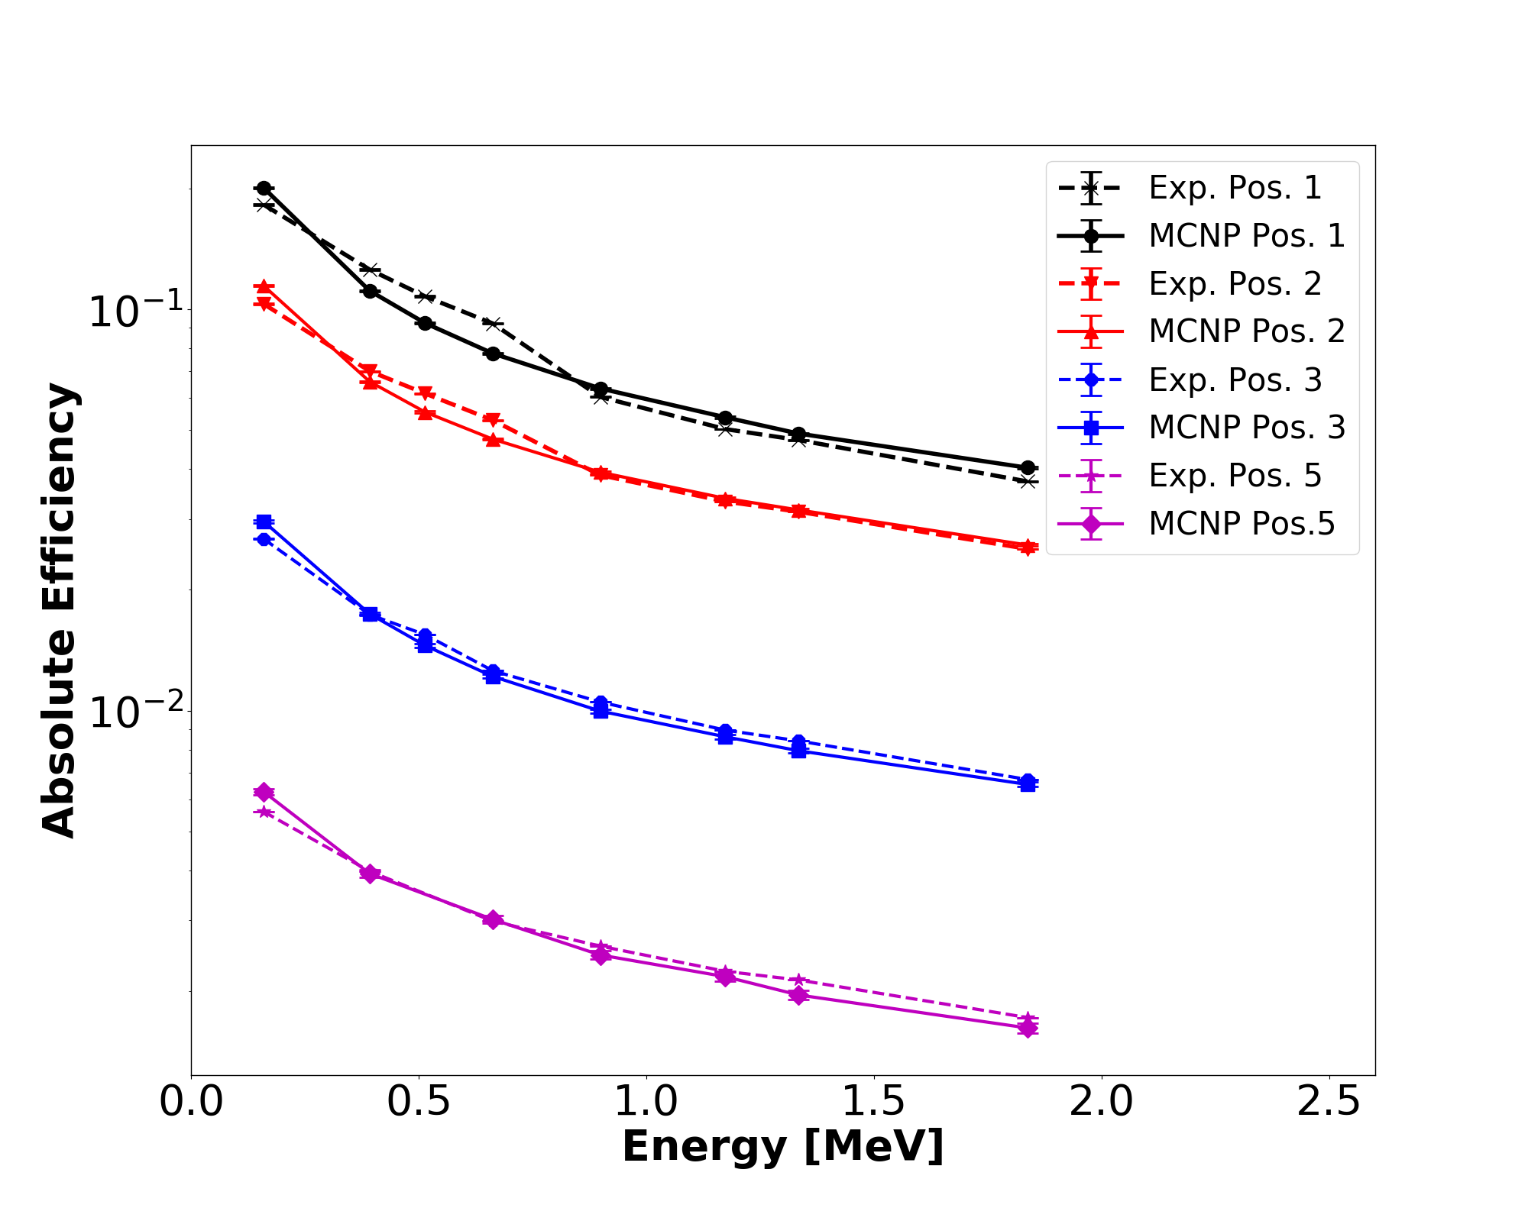 Absolute Efficiency
10⁻¹
10⁻²
Exp. Pos. 1
MCNP Pos. 1
Exp. Pos. 2
MCNP Pos. 2
Exp. Pos. 3
MCNP Pos. 3
Exp. Pos. 5
MCNP Pos.5
0.0 0.5 1.0 1.5 2.0 2.5
Energy [MeV]